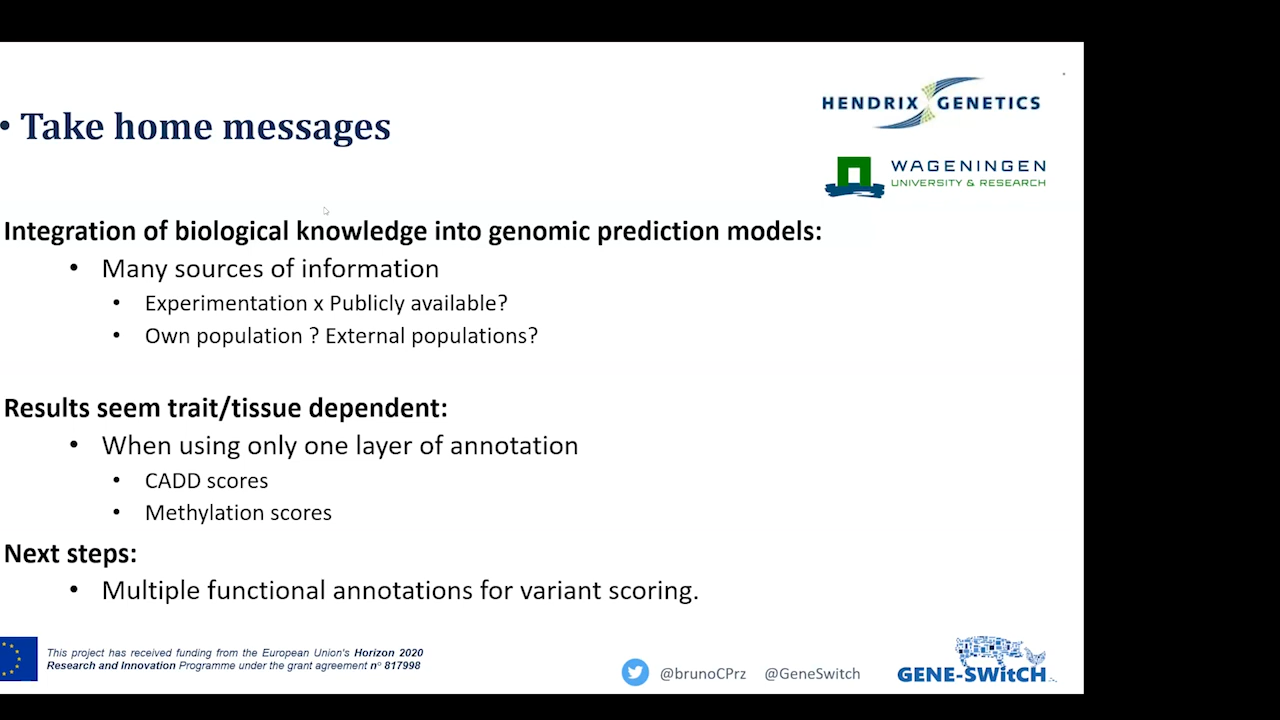 • Take home messages
HENDRIX GENETICS
WAGENINGEN
UNIVERSITY & RESEARCH
Integration of biological knowledge into genomic prediction models:
• Many sources of information
• Experimentation x Publicly available?
• Own population ? External populations?
Results seem trait/tissue dependent:
• When using only one layer of annotation
• CADD scores
• Methylation scores
Next steps:
• Multiple functional annotations for variant scoring.
This project has received funding from the European Union's Horizon 2020
Research and Innovation Programme under the grant agreement nº 817998
@brunoCPrz @GeneSwitch
GENE-SWitCH